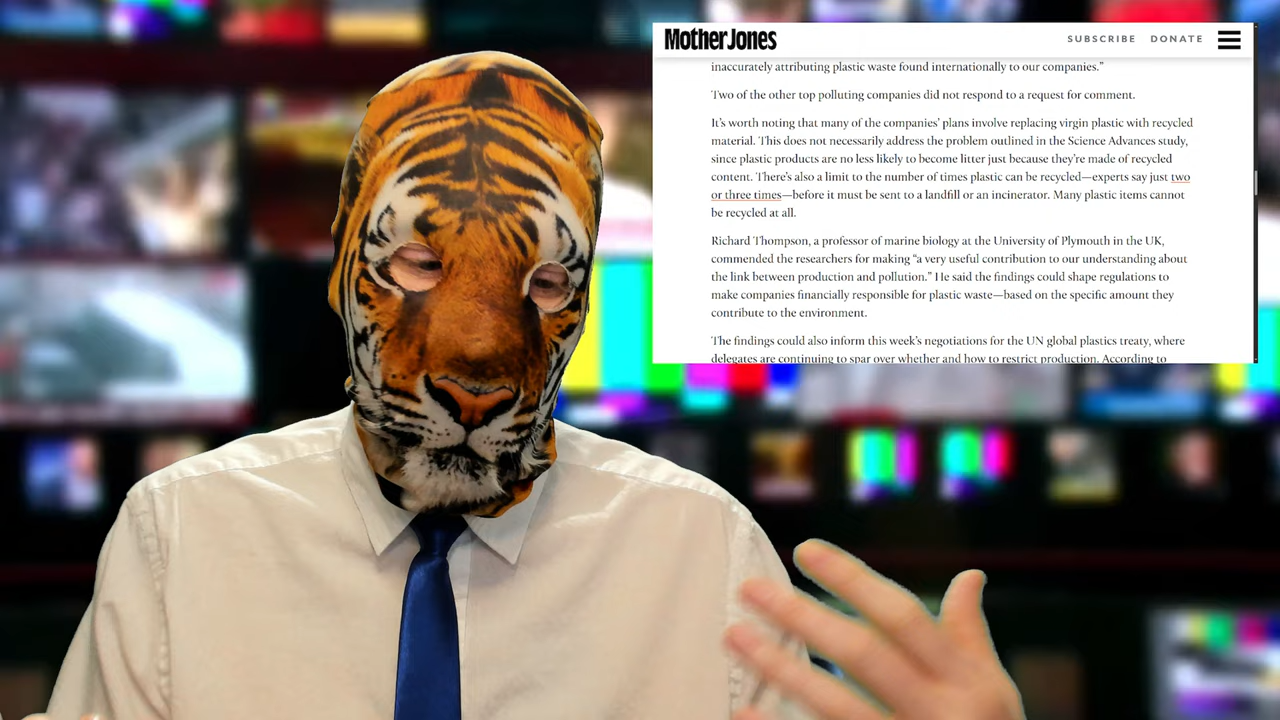 Mother Jones
SUBSCRIBE DONATE
inaccurately attributing plastic waste found internationally to our companies.”
Two of the other top polluting companies did not respond to a request for comment.
It’s worth noting that many of the companies’ plans involve replacing virgin plastic with recycled
material. This does not necessarily address the problem outlined in the Science Advances study,
since plastic products are no less likely to become litter just because they’re made of recycled
content. There’s also a limit to the number of times plastic can be recycled—experts say just two
or three times—before it must be sent to a landfill or an incinerator. Many plastic items cannot
be recycled at all.
Richard Thompson, a professor of marine biology at the University of Plymouth in the UK,
commended the researchers for making “a very useful contribution to our understanding about
the link between production and pollution.” He said the findings could shape regulations to
make companies financially responsible for plastic waste—based on the specific amount they
contribute to the environment.
The findings could also inform this week’s negotiations for the UN global plastics treaty, where
delegates are continuing to spar over whether and how to restrict production. According to